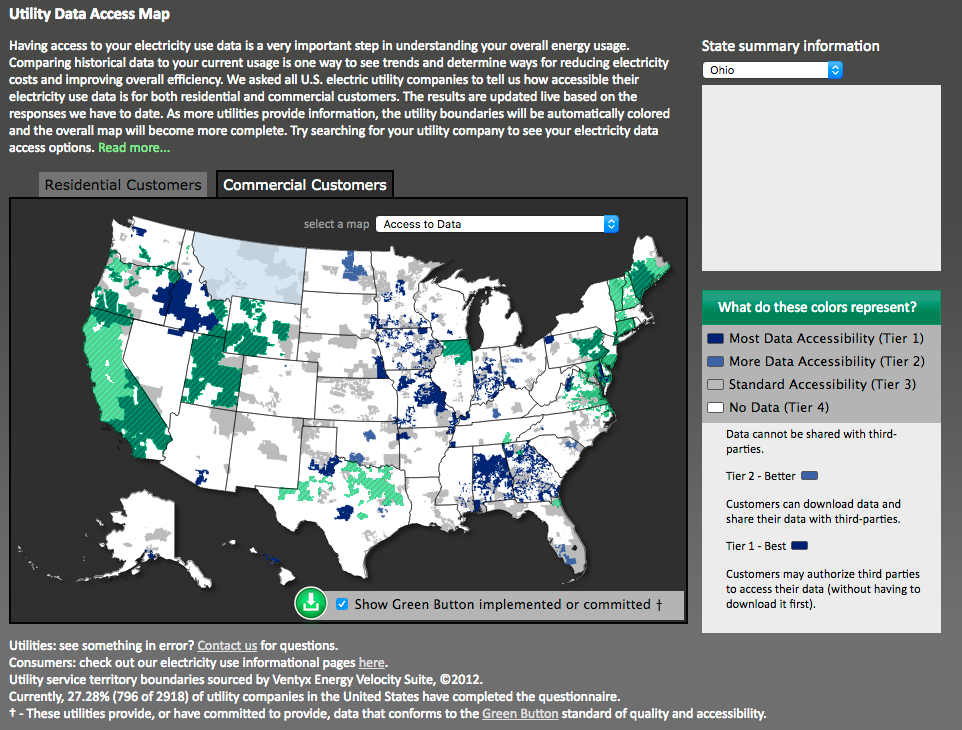 Utility Data Access Map
Having access to your electricity use data is a very important step in understanding your overall energy usage.
Comparing historical data to your current usage is one way to see trends and determine ways for reducing electricity
costs and improving overall efficiency. We asked all U.S. electric utility companies to tell us how accessible their
electricity use data is for both residential and commercial customers. The results are updated live based on the
responses we have to date. As more utilities provide information, the utility boundaries will be automatically colored
and the overall map will become more complete. Try searching for your utility company to see your electricity data
access options. Read more...
State summary information
Ohio
Residential Customers
Commercial Customers
select a map
Access to Data
Show Green Button implemented or committed †
What do these colors represent?
Most Data Accessibility (Tier 1)
More Data Accessibility (Tier 2)
Standard Accessibility (Tier 3)
No Data (Tier 4)
Data cannot be shared with third-
parties.
Tier 2 - Better
Customers can download data and
share their data with third-parties.
Tier 1 - Best
Customers may authorize third parties
to access their data (without having to
download it first).
Utilities: see something in error? Contact us for questions.
Consumers: check out our electricity use informational pages here.
Utility service territory boundaries sourced by Ventyx Energy Velocity Suite, ©2012.
Currently, 27.28% (796 of 2918) of utility companies in the United States have completed the questionnaire.
† - These utilities provide, or have committed to provide, data that conforms to the Green Button standard of quality and accessibility.